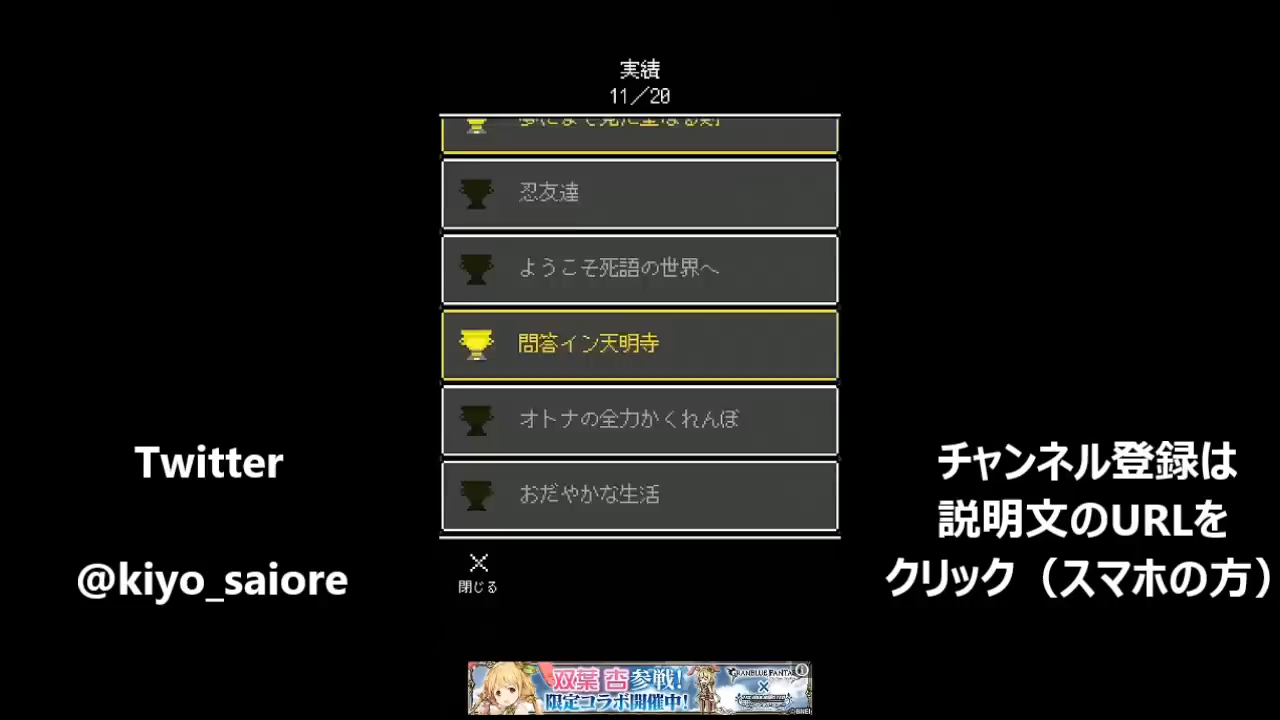 実績
11／20
忍友達
ようこそ死語の世界へ
問答イン天明寺
オトナの全力かくれんぼ
おだやかな生活
×
閉じる
Twitter
@kiyo_saiore
チャンネル登録は
説明文のURLを
クリック（スマホの方）
双葉 杏参戦!
限定コラボ開催中!
GRANBLUE FANTA
×